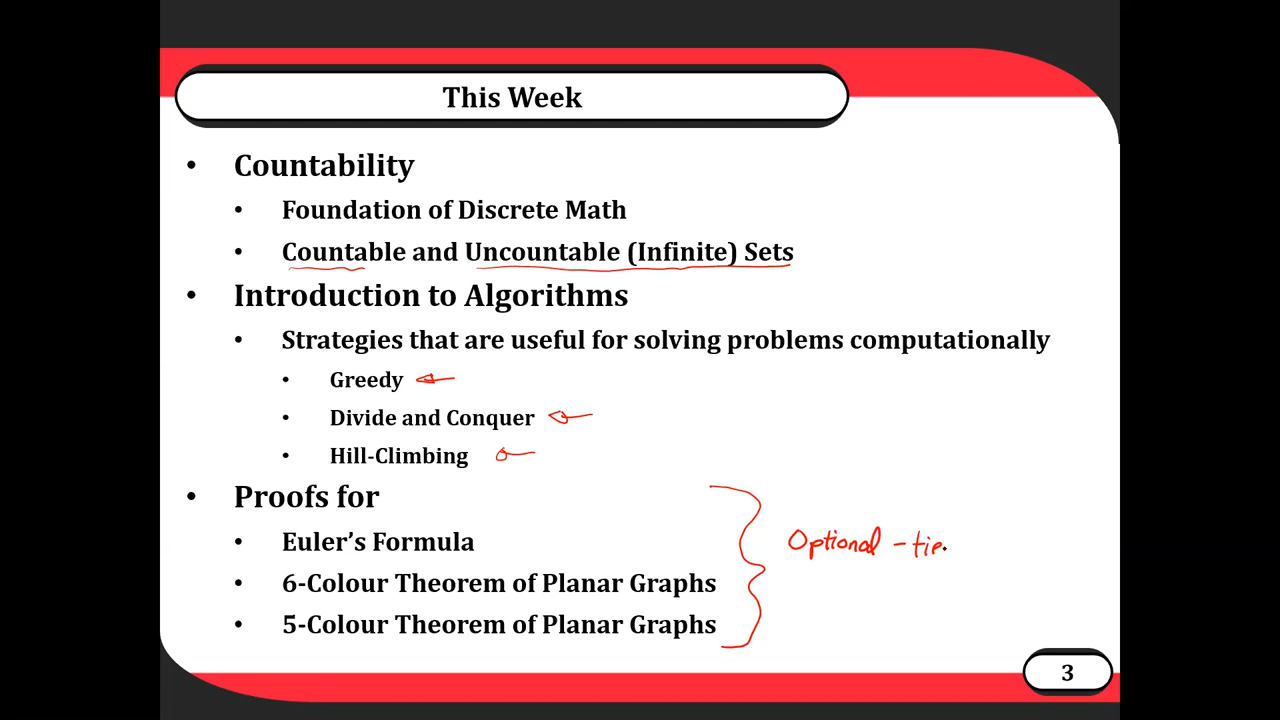 This Week
• Countability
• Foundation of Discrete Math
• Countable and Uncountable (Infinite) Sets
• Introduction to Algorithms
• Strategies that are useful for solving problems computationally
• Greedy
• Divide and Conquer
• Hill-Climbing
• Proofs for
• Euler’s Formula
• 6-Colour Theorem of Planar Graphs
• 5-Colour Theorem of Planar Graphs
Optional - tie
3